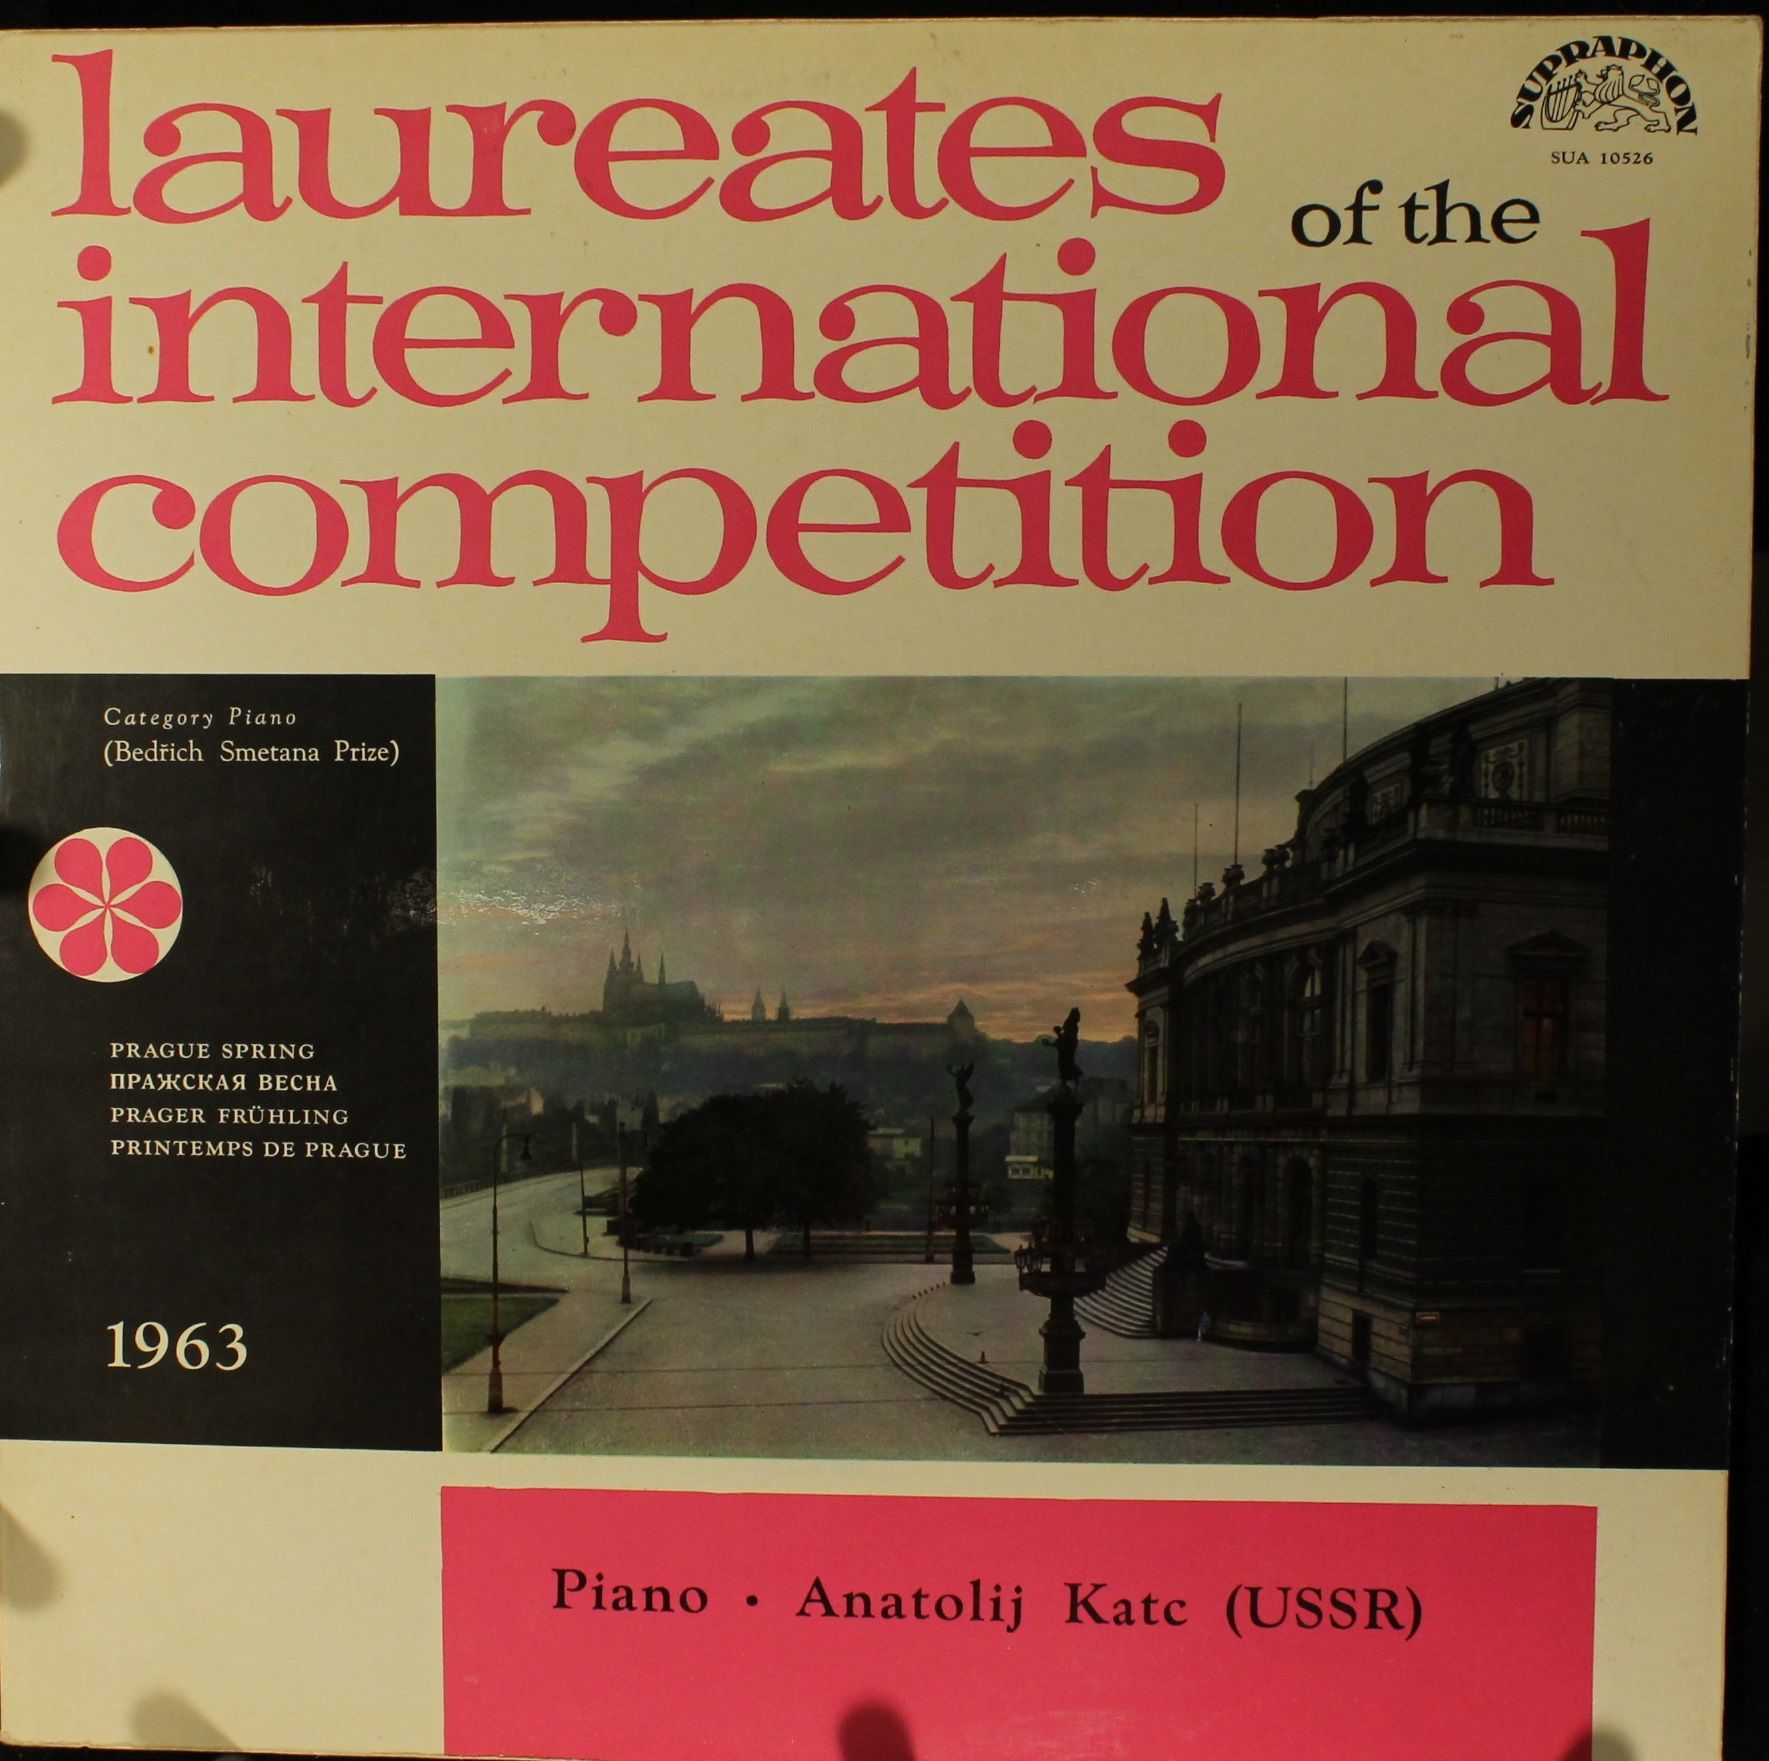 SUPRAPHON
SUA 10526
laureates
of the
international
competition
Category Piano
(Bedřich Smetana Prize)
PRAGUE SPRING
ПРАЖСКАЯ ВЕСНА
PRAGER FRÜHLING
PRINTEMPS DE PRAGUE
1963
Piano • Anatolij Katc (USSR)